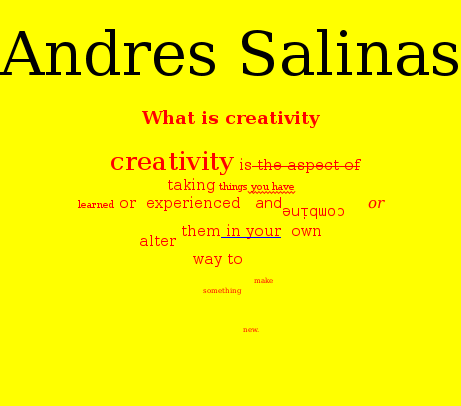 Andres Salinas
What is creativity
creativity is the aspect of
taking things you have
learned or experienced and combine or
alter them in your own
way to
make
something
new.